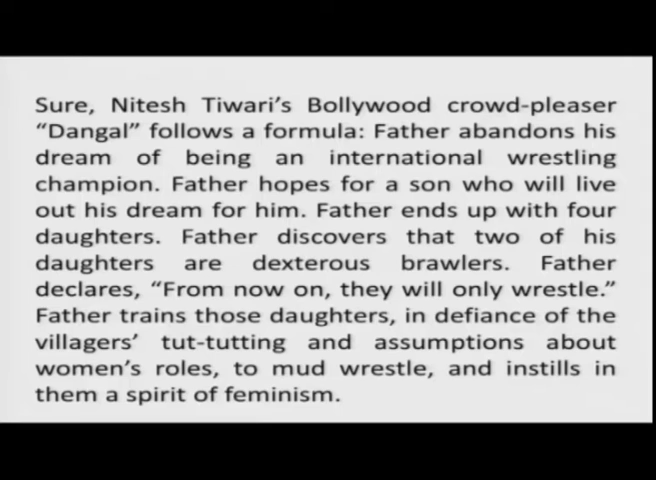 Sure, Nitesh Tiwari’s Bollywood crowd-pleaser
“Dangal” follows a formula: Father abandons his
dream of being an international wrestling
champion. Father hopes for a son who will live
out his dream for him. Father ends up with four
daughters. Father discovers that two of his
daughters are dexterous brawlers. Father
declares, “From now on, they will only wrestle.”
Father trains those daughters, in defiance of the
villagers’ tut-tutting and assumptions about
women’s roles, to mud wrestle, and instills in
them a spirit of feminism.